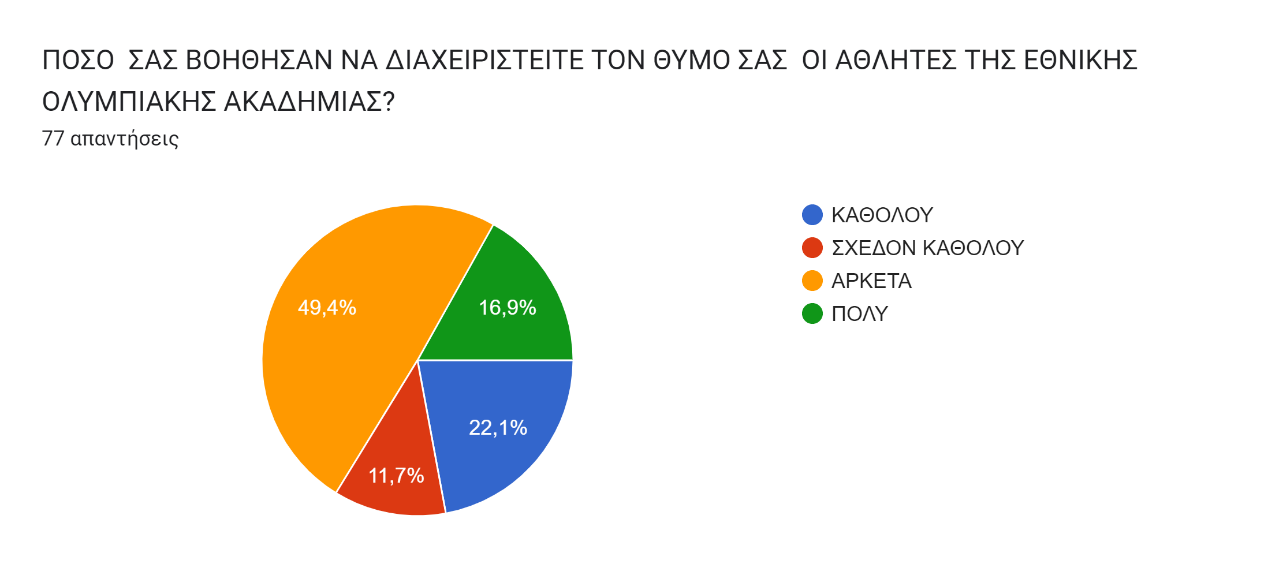 ΠΟΣΟ  ΣΑΣ ΒΟΗΘΗΣΑΝ ΝΑ ΔΙΑΧΕΙΡΙΣΤΕΙΤΕ ΤΟΝ ΘΥΜΟ ΣΑΣ  ΟΙ ΑΘΛΗΤΕΣ ΤΗΣ ΕΘΝΙΚΗΣ
ΟΛΥΜΠΙΑΚΗΣ ΑΚΑΔΗΜΙΑΣ?
77 απαντήσεις
ΚΑΘΟΛΟΥ
ΣΧΕΔΟΝ ΚΑΘΟΛΟΥ
ΑΡΚΕΤΑ
ΠΟΛΥ
49,4%
16,9%
22,1%
11,7%